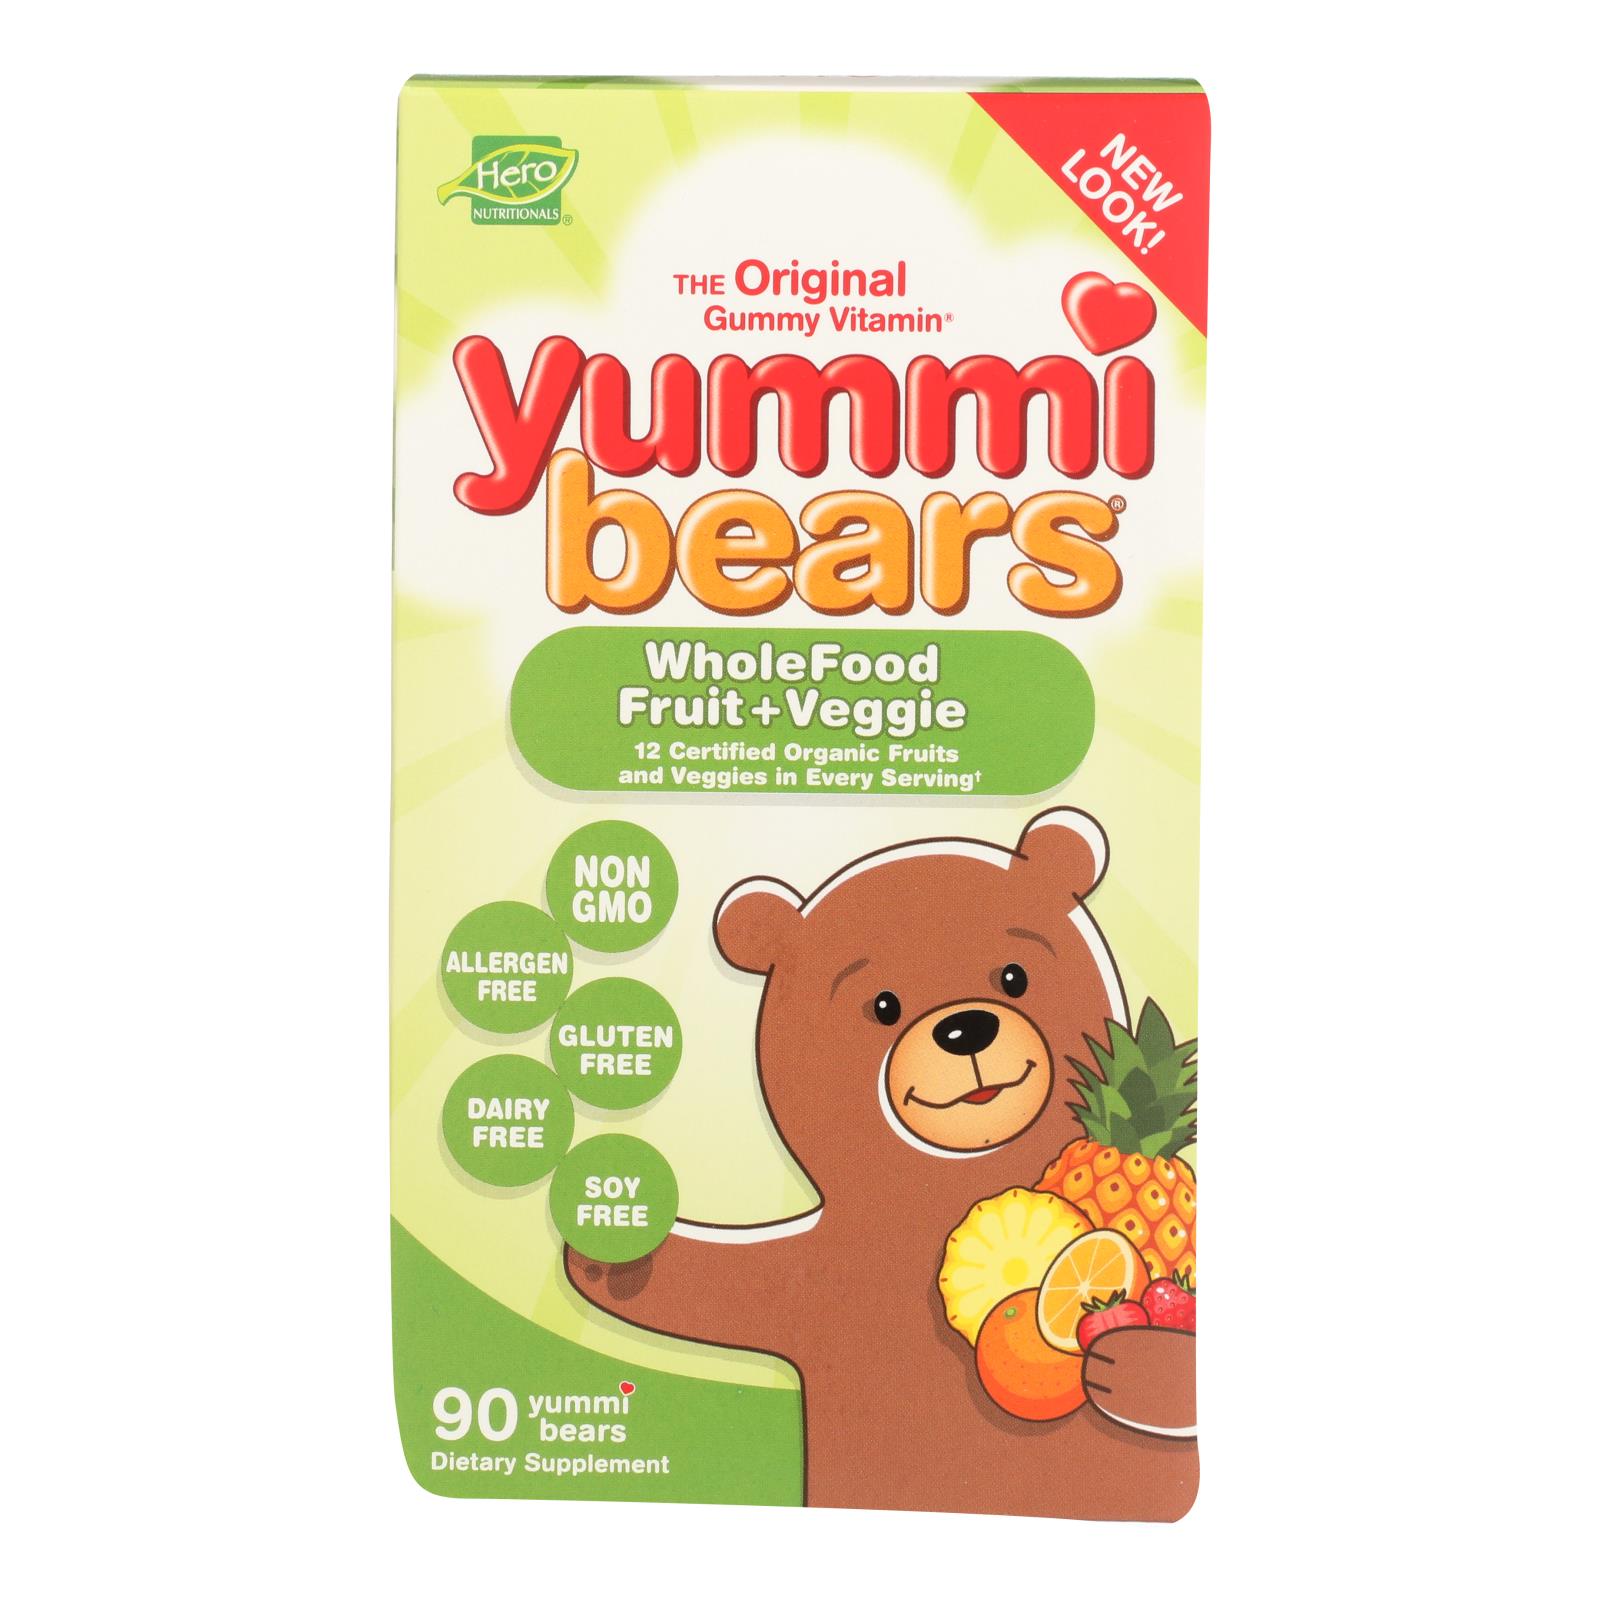 Hero
NUTRITIONALS®
NEW
LOOK!
THE Original
Gummy Vitamin®
yummi
bears®
WholeFood
Fruit+Veggie
12 Certified Organic Fruits
and Veggies in Every Serving†
NON
GMO
ALLERGEN
FREE
GLUTEN
FREE
DAIRY
FREE
SOY
FREE
90 yummi
bears
Dietary Supplement